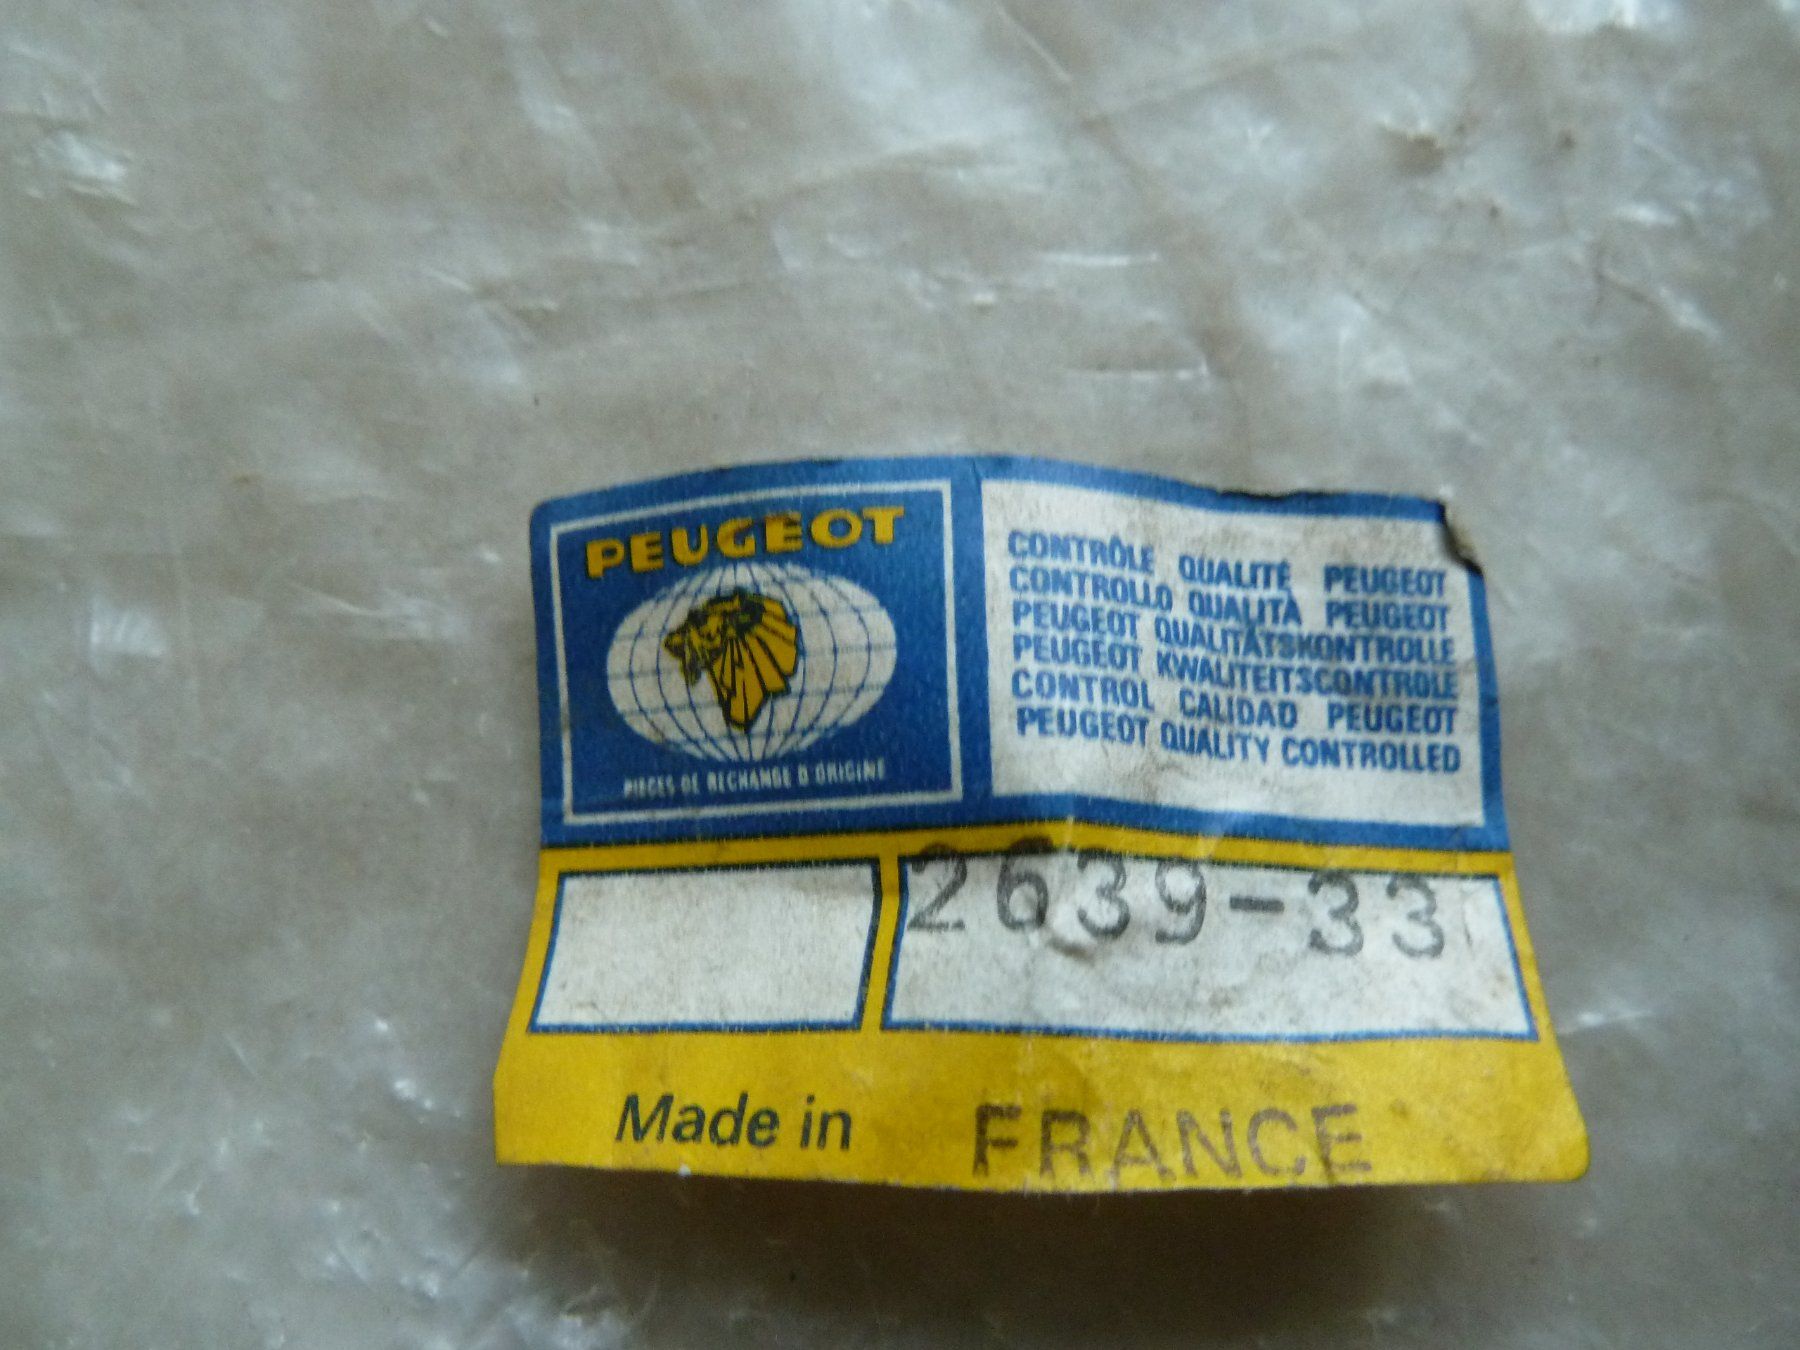 PEUGEOT
PIECES DE RECHANGE D ORIGINE
CONTRÔLE QUALITÉ PEUGEOT
CONTROLLO QUALITÀ PEUGEOT
PEUGEOT QUALITÄTSKONTROLLE
PEUGEOT KWALITEITSCONTROLE
CONTROL CALIDAD PEUGEOT
PEUGEOT QUALITY CONTROLLED
2639-33
Made in FRANCE